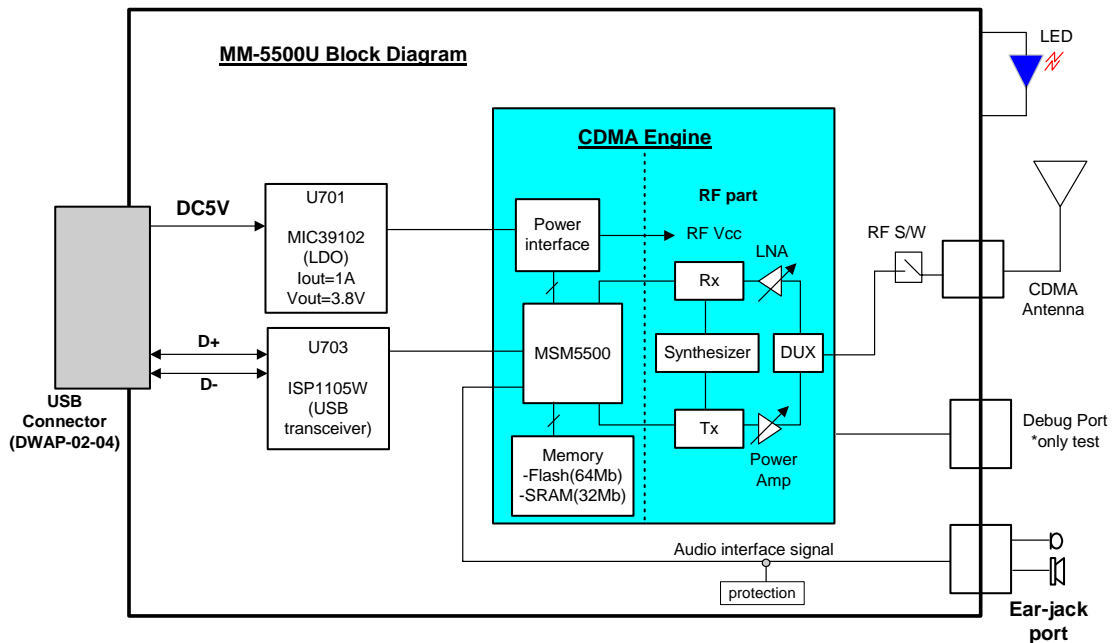 MM-5500U Block Diagram
LED
CDMA Engine
DC5V
U701
MIC39102
(LDO)
Iout=1A
Vout=3.8V
Power
interface
RF part
RF Vcc
LNA
Rx
RF S/W
CDMA
Antenna
D+
D-
U703
ISP1105W
(USB
transceiver)
MSM5500
Synthesizer
DUX
Tx
Power
Amp
Memory
-Flash(64Mb)
-SRAM(32Mb)
USB
Connector
(DWAP-02-04)
Debug Port
*only test
Audio interface signal
protection
Ear-jack
port